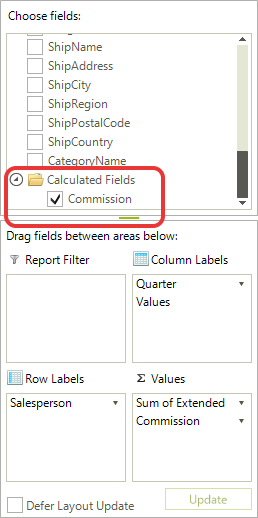 Choose fields:
ShipName
ShipAddress
ShipCity
ShipRegion
ShipPostalCode
ShipCountry
CategoryName
Calculated Fields
Commission
Drag fields between areas below:
Report Filter
Column Labels
Quarter
Values
Row Labels
Σ Values
Salesperson
Sum of Extended
Commission
Defer Layout Update
Update